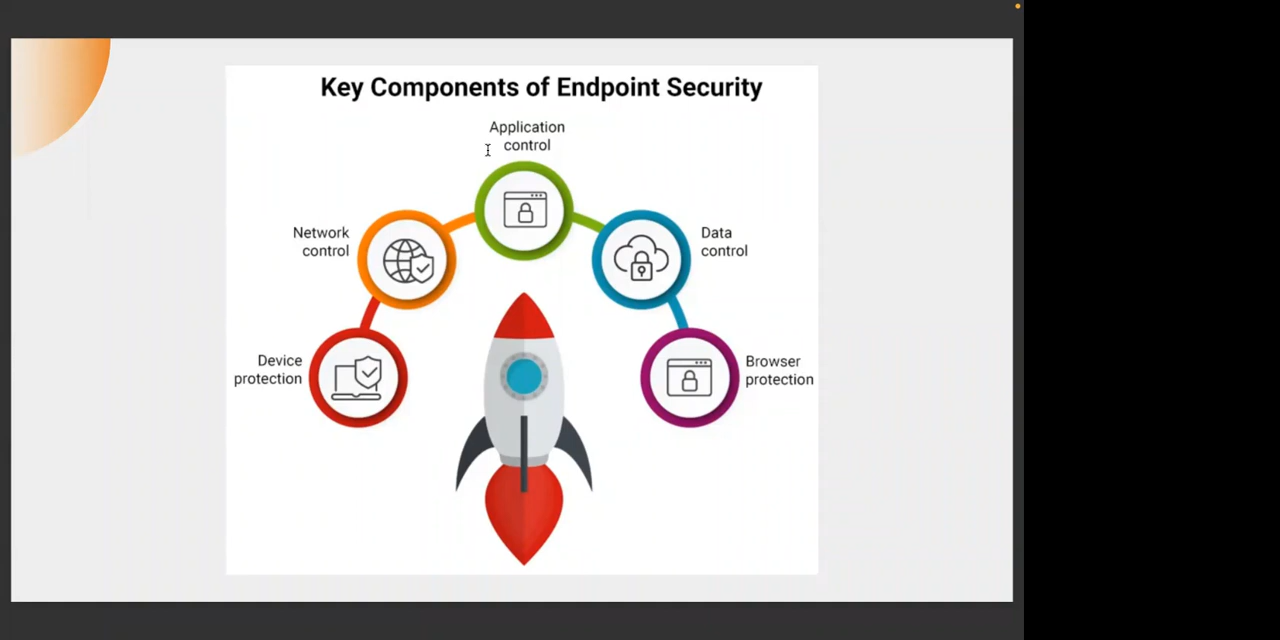 Key Components of Endpoint Security
Application
control
Network
control
Data
control
Device
protection
Browser
protection